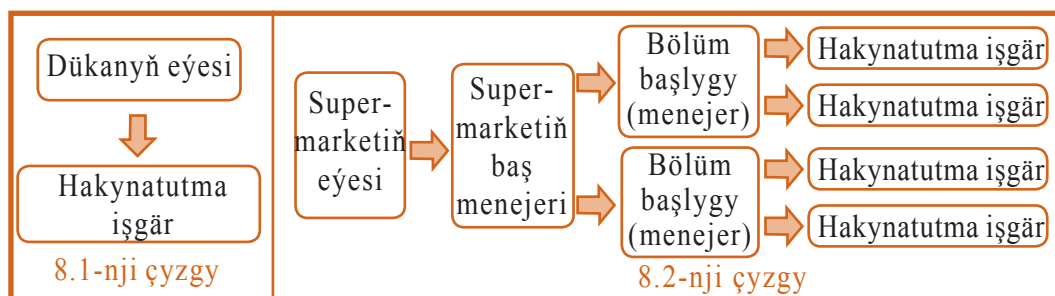 Dükanyň eýesi
Hakynatutma
işgär
8.1-nji çyzgy
Super-
marketiň
eýesi
Super-
marketiň
baş
menejeri
Bölüm
başlygy
(menejer)
Bölüm
başlygy
(menejer)
Hakynatutma işgär
Hakynatutma işgär
Hakynatutma işgär
Hakynatutma işgär
8.2-nji çyzgy